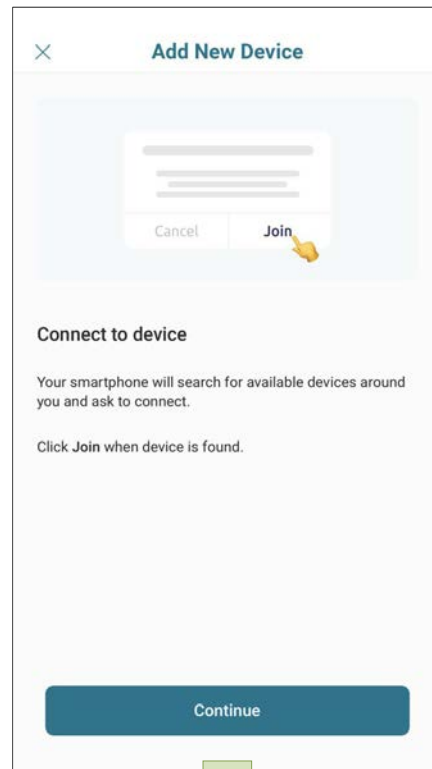 Add New Device
Cancel Join
Connect to device
Your smartphone will search for available devices around
you and ask to connect.
Click Join when device is found.
Continue